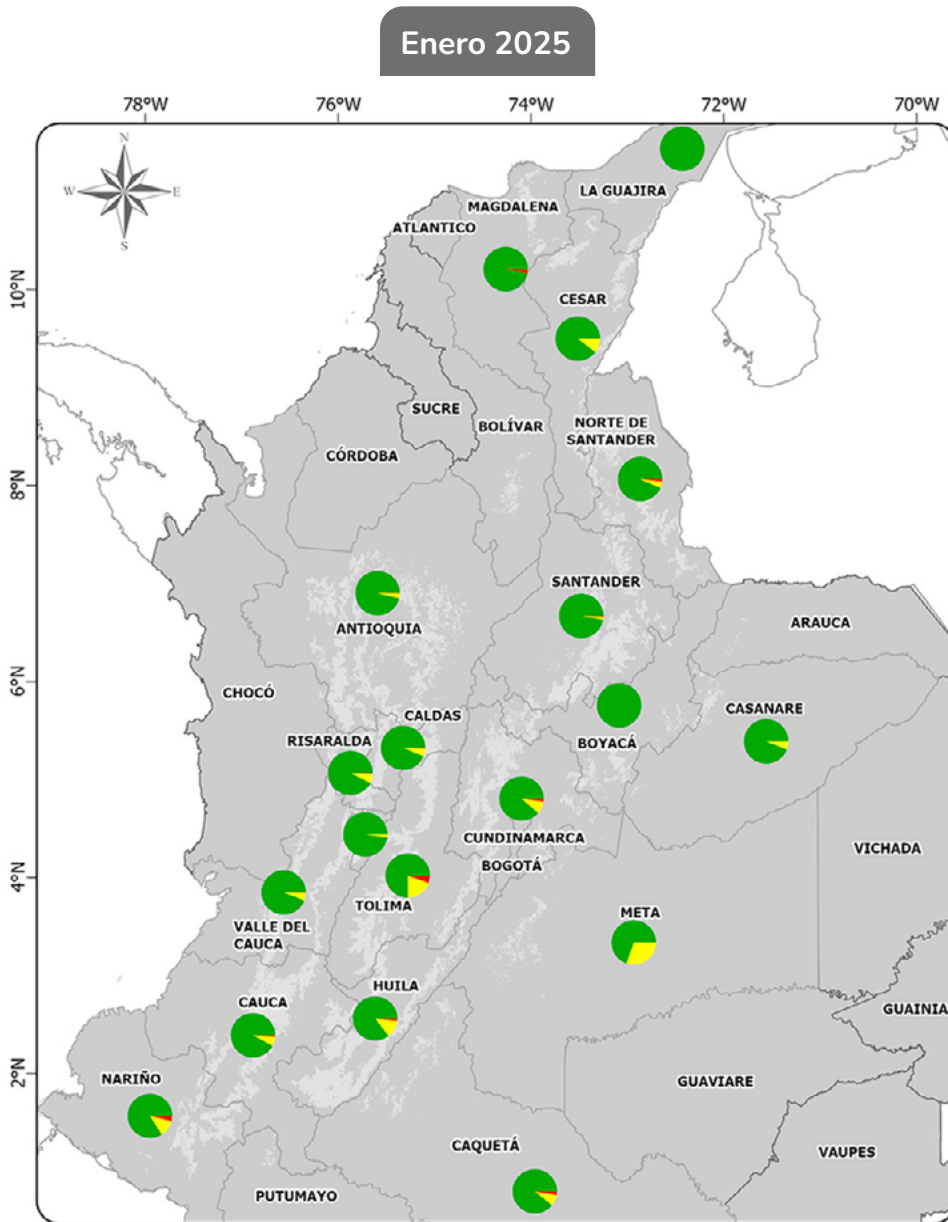 Enero 2025
78°W
76°W
74°W
72°W
70°W
N
W
E
S
10°N
8°N
6°N
4°N
2°N
LA GUAJIRA
MAGDALENA
ATLANTICO
CESAR
SUCRE
BOLÍVAR
NORTE DE
SANTANDER
CÓRDOBA
SANTANDER
ANTIOQUIA
ARAUCA
CHOCÓ
CALDAS
CASANARE
RISARALDA
BOYACÁ
CUNDINAMARCA
VICHADA
BOGOTÁ
TOLIMA
META
VALLE DEL
CAUCA
HUILA
CAUCA
GUAINIA
NARIÑO
GUAVIARE
CAQUETÁ
VAUPES
PUTUMAYO